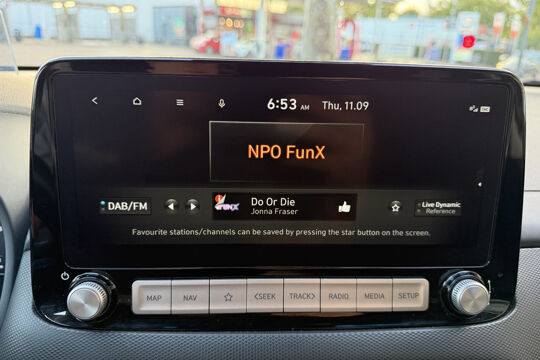 6:53 AM Thu, 11.09
NPO FunX
DAB/FM
FUNX
Do Or Die
Jonna Fraser
Live Dynamic
Reference
Favourite stations/channels can be saved by pressing the star button on the screen.
MAP NAV <SEEK TRACK> RADIO MEDIA SETUP